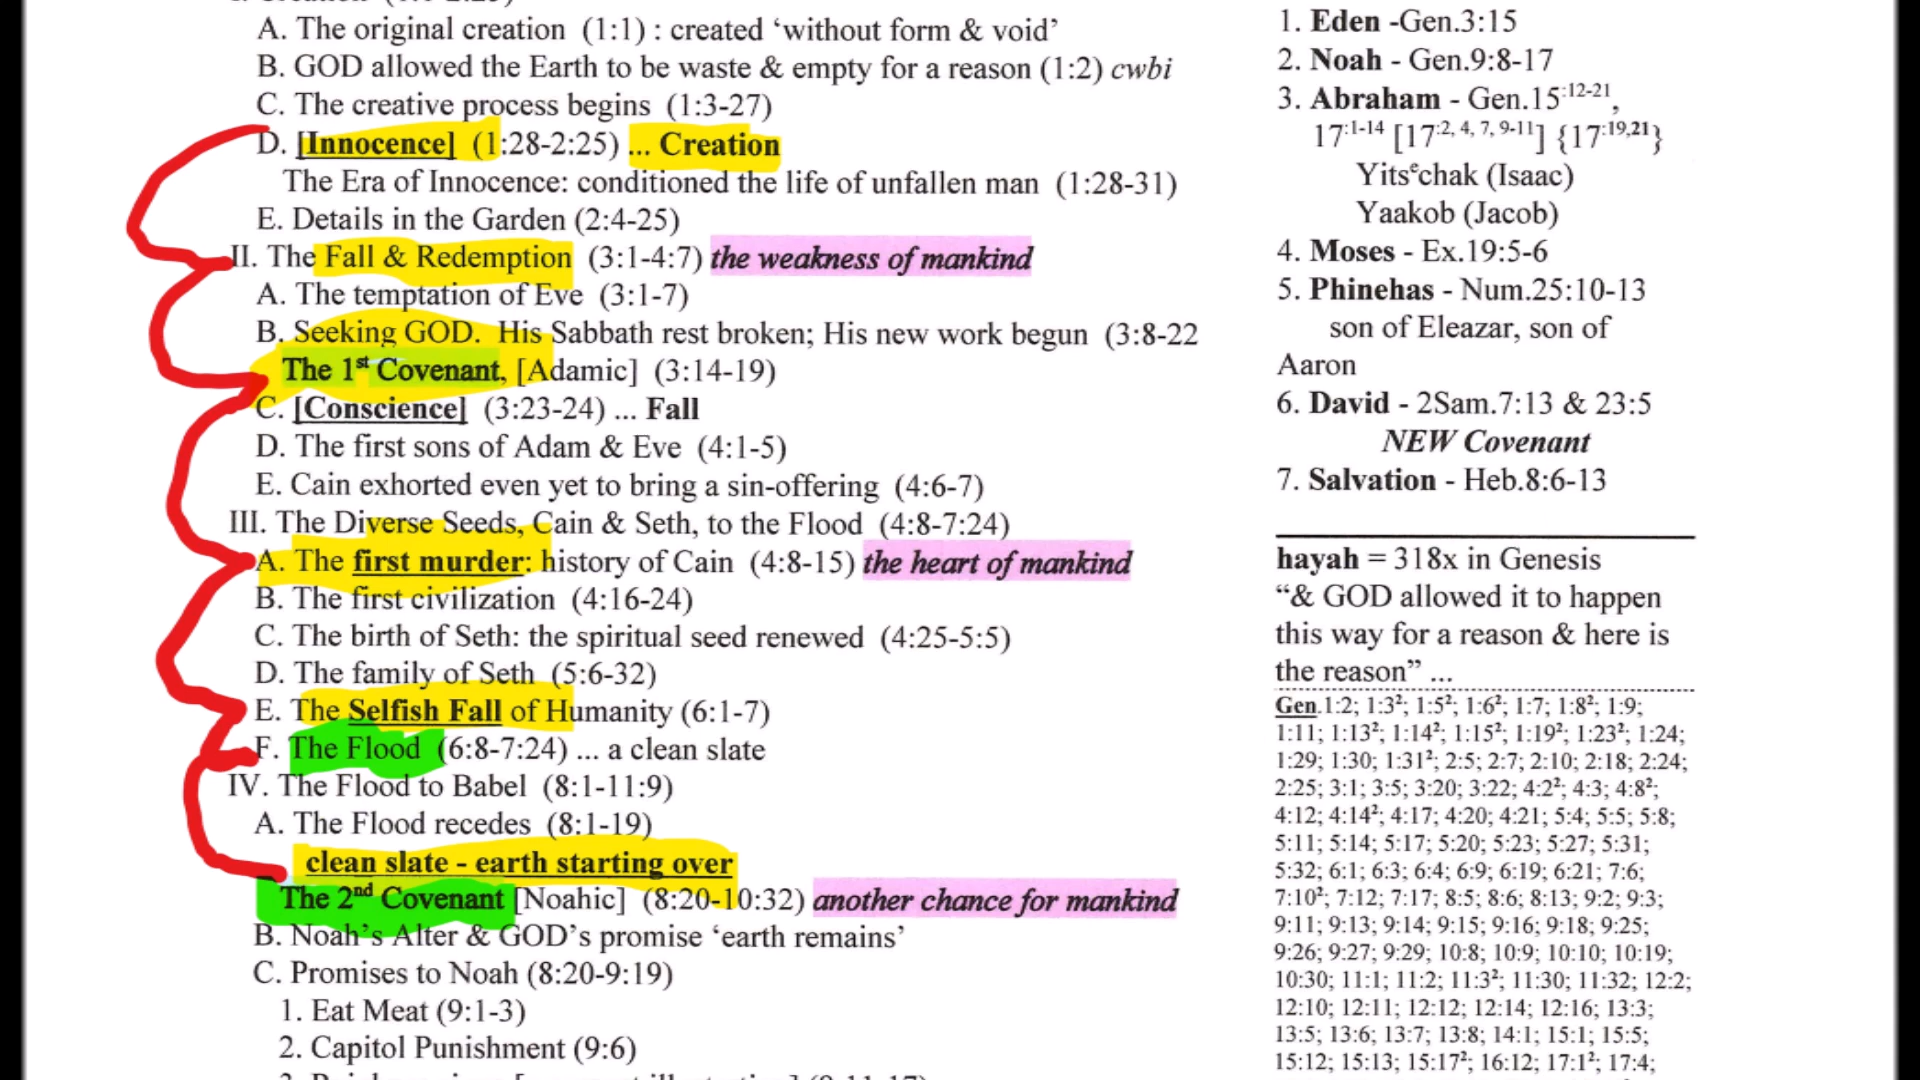 A. The original creation (1:1) : created ‘without form & void’
B. GOD allowed the Earth to be waste & empty for a reason (1:2) cwbi
C. The creative process begins (1:3-27)
D. [Innocence] (1:28-2:25) ... Creation
The Era of Innocence: conditioned the life of unfallen man (1:28-31)
E. Details in the Garden (2:4-25)
II. The Fall & Redemption (3:1-4:7) the weakness of mankind
A. The temptation of Eve (3:1-7)
B. Seeking GOD. His Sabbath rest broken; His new work begun (3:8-22
The 1st Covenant, [Adamic] (3:14-19)
C. [Conscience] (3:23-24) ... Fall
D. The first sons of Adam & Eve (4:1-5)
E. Cain exhorted even yet to bring a sin-offering (4:6-7)
III. The Diverse Seeds, Cain & Seth, to the Flood (4:8-7:24)
A. The first murder: history of Cain (4:8-15) the heart of mankind
B. The first civilization (4:16-24)
C. The birth of Seth: the spiritual seed renewed (4:25-5:5)
D. The family of Seth (5:6-32)
E. The Selfish Fall of Humanity (6:1-7)
F. The Flood (6:8-7:24) ... a clean slate
IV. The Flood to Babel (8:1-11:9)
A. The Flood recedes (8:1-19)
clean slate - earth starting over
The 2nd Covenant [Noahic] (8:20-10:32) another chance for mankind
B. Noah’s Alter & GOD’s promise ‘earth remains’
C. Promises to Noah (8:20-9:19)
1. Eat Meat (9:1-3)
2. Capitol Punishment (9:6)
1. Eden -Gen.3:15
2. Noah - Gen.9:8-17
3. Abraham - Gen.15:12-21,
17:1-14 [17:2, 4, 7, 9-11] {17:19,21}
Yitsᵉchak (Isaac)
Yaakob (Jacob)
4. Moses - Ex.19:5-6
5. Phinehas - Num.25:10-13
son of Eleazar, son of
Aaron
6. David - 2Sam.7:13 & 23:5
NEW Covenant
7. Salvation - Heb.8:6-13
hayah = 318x in Genesis
“& GOD allowed it to happen
this way for a reason & here is
the reason” ...
Gen.1:2; 1:3²; 1:5²; 1:6²; 1:7; 1:8²; 1:9;
1:11; 1:13²; 1:14²; 1:15²; 1:19²; 1:23²; 1:24;
1:29; 1:30; 1:31²; 2:5; 2:7; 2:10; 2:18; 2:24;
2:25; 3:1; 3:5; 3:20; 3:22; 4:2²; 4:3; 4:8²;
4:12; 4:14²; 4:17; 4:20; 4:21; 5:4; 5:5; 5:8;
5:11; 5:14; 5:17; 5:20; 5:23; 5:27; 5:31;
5:32; 6:1; 6:3; 6:4; 6:9; 6:19; 6:21; 7:6;
7:10²; 7:12; 7:17; 8:5; 8:6; 8:13; 9:2; 9:3;
9:11; 9:13; 9:14; 9:15; 9:16; 9:18; 9:25;
9:26; 9:27; 9:29; 10:8; 10:9; 10:10; 10:19;
10:30; 11:1; 11:2; 11:3²; 11:30; 11:32; 12:2;
12:10; 12:11; 12:12; 12:14; 12:16; 13:3;
13:5; 13:6; 13:7; 13:8; 14:1; 15:1; 15:5;
15:12; 15:13; 15:17²; 16:12; 17:1²; 17:4;